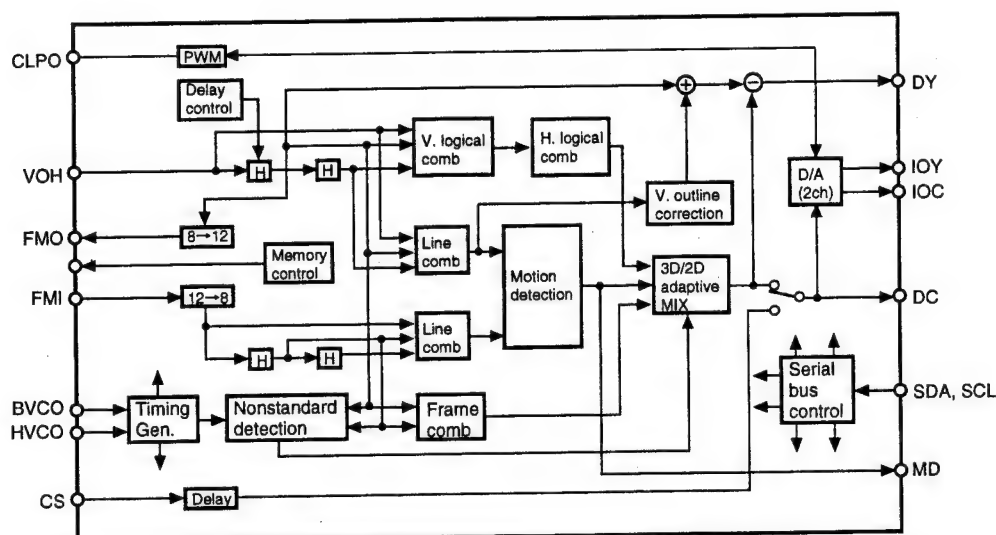 CLPO
PWM
DY
Delay
control
V. logical
comb
H. logical
comb
VOH
H
H
D/A
(2ch)
IOY
IOC
V. outline
correction
FMO
8→12
Line
comb
Memory
control
Motion
detection
3D/2D
adaptive
MIX
FMI
12→8
DC
Line
comb
H
H
Serial
bus
control
SDA, SCL
BVCO
HVCO
Timing
Gen.
Nonstandard
detection
Frame
comb
MD
CS
Delay